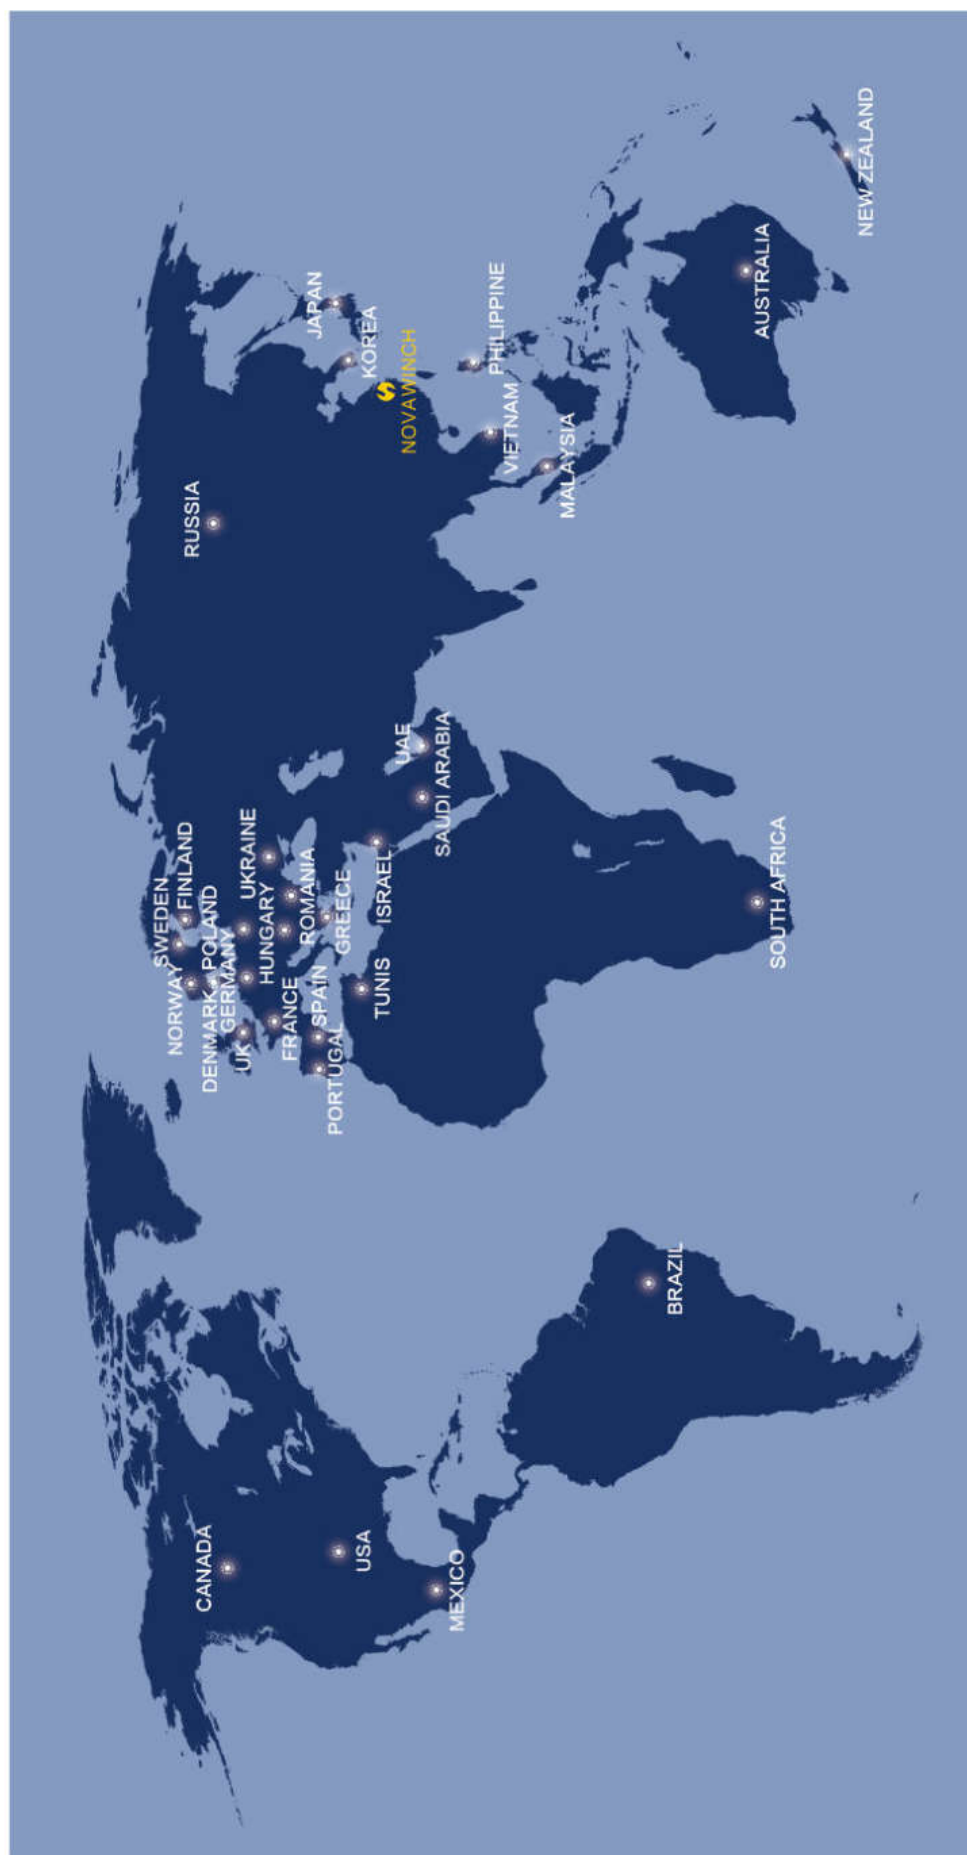 CANADA
USA
MEXICO
BRAZIL
NORWAY
SWEDEN
FINLAND
DENMARK
POLAND
GERMANY
UK
UKRAINE
HUNGARY
FRANCE
ROMANIA
SPAIN
PORTUGAL
GREECE
TUNIS
ISRAEL
UAE
SAUDI ARABIA
SOUTH AFRICA
RUSSIA
JAPAN
KOREA
NOVAWINCH
PHILIPPINE
VIETNAM
MALAYSIA
AUSTRALIA
NEW ZEALAND